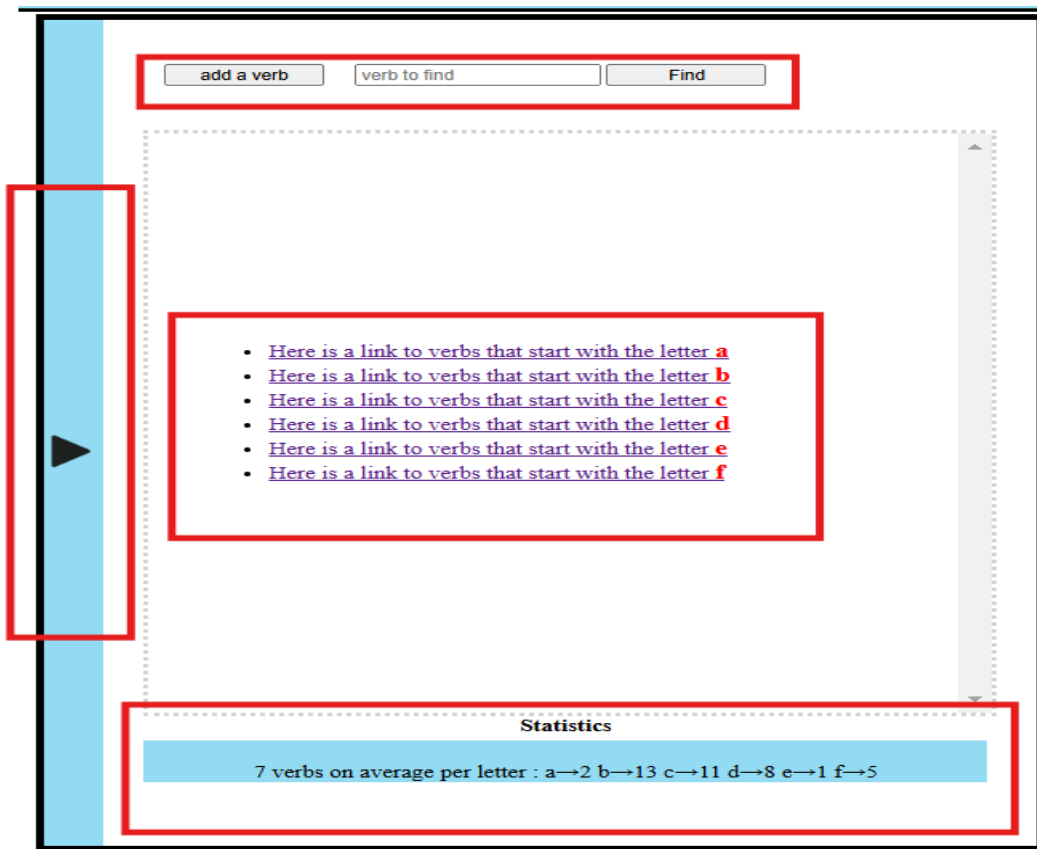 add a verb verb to find Find
Here is a link to verbs that start with the letter a
Here is a link to verbs that start with the letter b
Here is a link to verbs that start with the letter c
Here is a link to verbs that start with the letter d
Here is a link to verbs that start with the letter e
Here is a link to verbs that start with the letter f
Statistics
7 verbs on average per letter : a→2 b→13 c→11 d→8 e→1 f→5